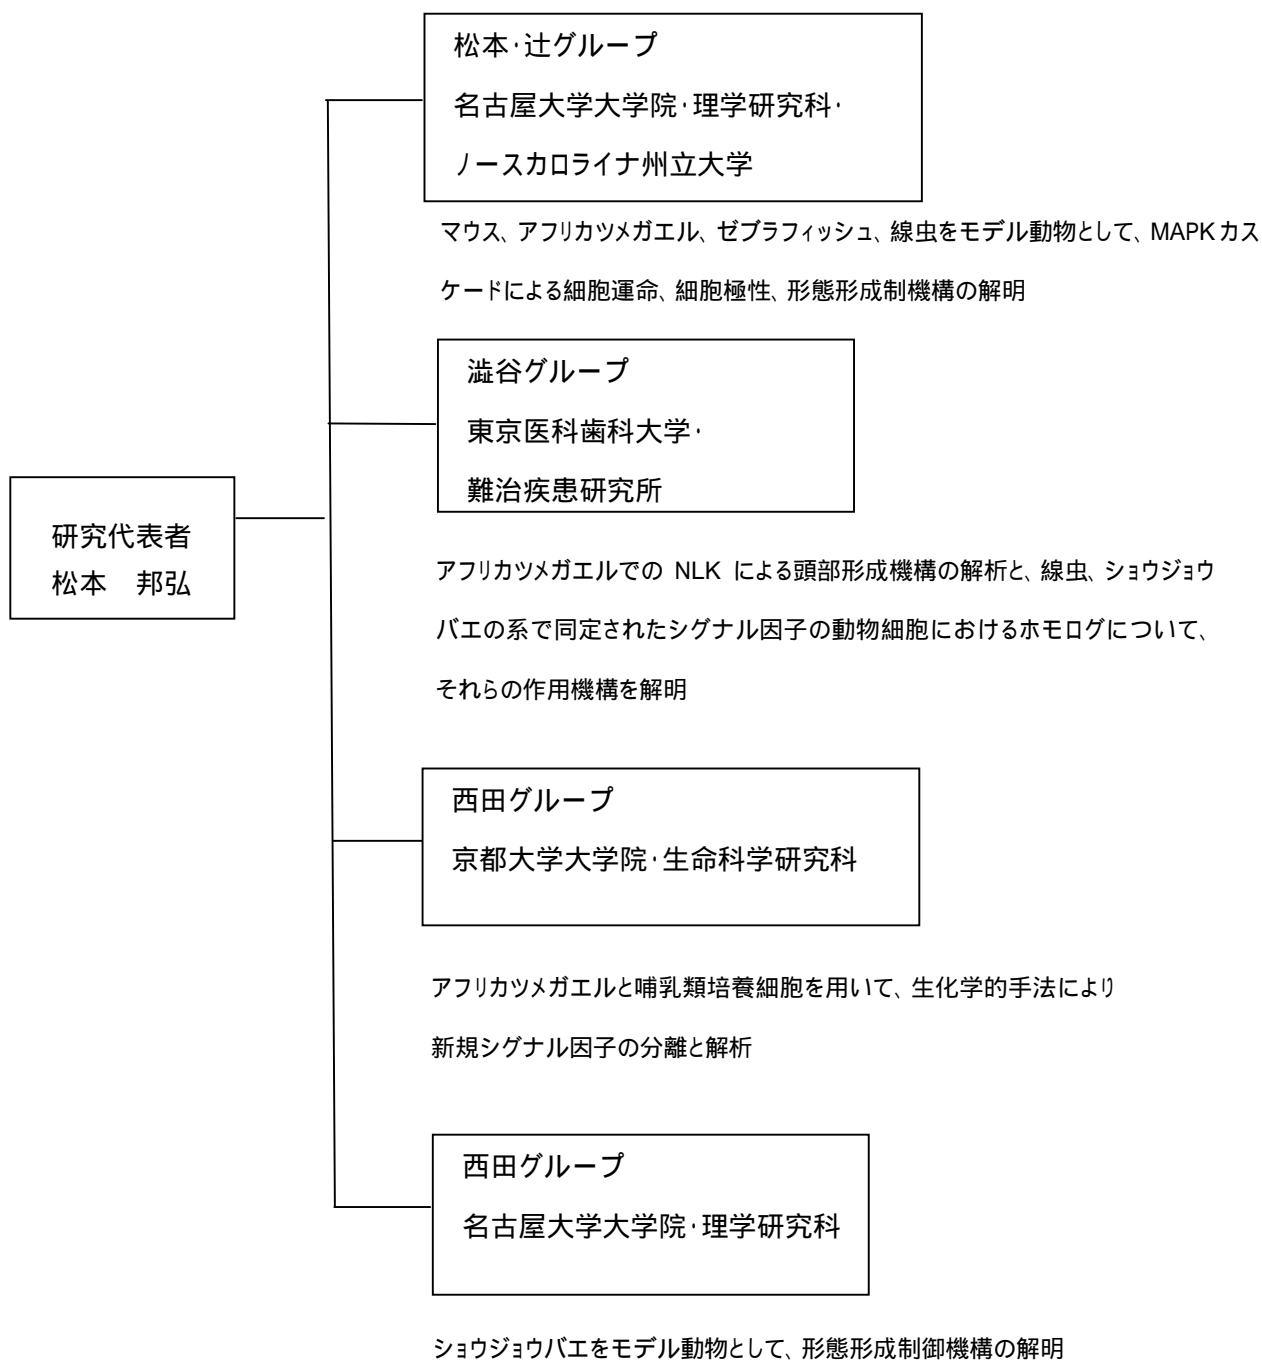 松本・辻グループ
名古屋大学大学院・理学研究科・
ノースカロライナ州立大学
マウス、アフリカツメガエル、ゼブラフィッシュ、線虫をモデル動物として、MAPKカス
ケードによる細胞運命、細胞極性、形態形成制機構の解明
澁谷グループ
東京医科歯科大学・
難治疾患研究所
研究代表者
松本　邦弘
アフリカツメガエルでの NLK による頭部形成機構の解析と、線虫、ショウジョウ
バエの系で同定されたシグナル因子の動物細胞におけるホモログについて、
それらの作用機構を解明
西田グループ
京都大学大学院・生命科学研究科
アフリカツメガエルと哺乳類培養細胞を用いて、生化学的手法により
新規シグナル因子の分離と解析
西田グループ
名古屋大学大学院・理学研究科
ショウジョウバエをモデル動物として、形態形成制御機構の解明